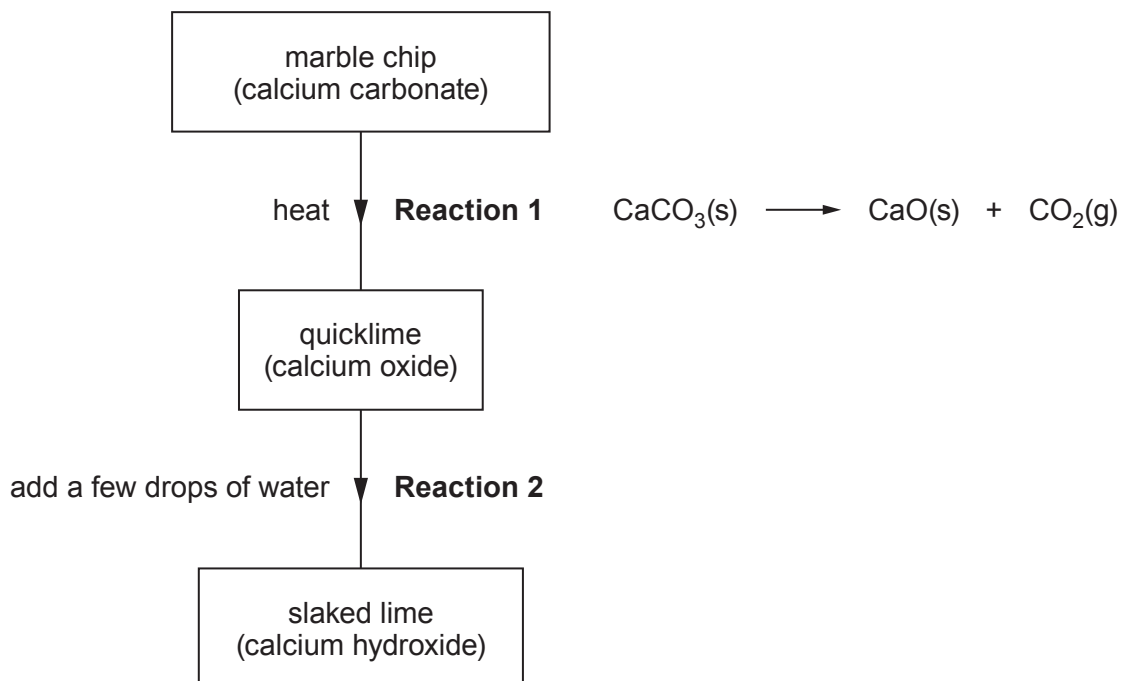 marble chip
(calcium carbonate)
heat Reaction 1 CaCO₃(s) ⟶ CaO(s) + CO₂(g)
quicklime
(calcium oxide)
add a few drops of water Reaction 2
slaked lime
(calcium hydroxide)